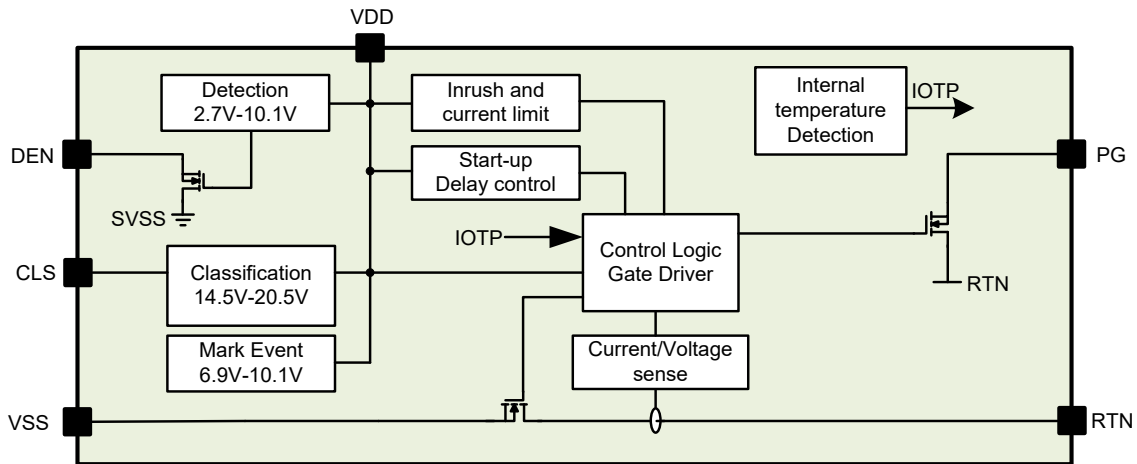 VDD
Detection
2.7V-10.1V
Inrush and
current limit
Internal
temperature
Detection
IOTP
DEN
PG
Start-up
Delay control
SVSS
IOTP
Control Logic
Gate Driver
CLS
Classification
14.5V-20.5V
RTN
Mark Event
6.9V-10.1V
Current/Voltage
sense
VSS
RTN